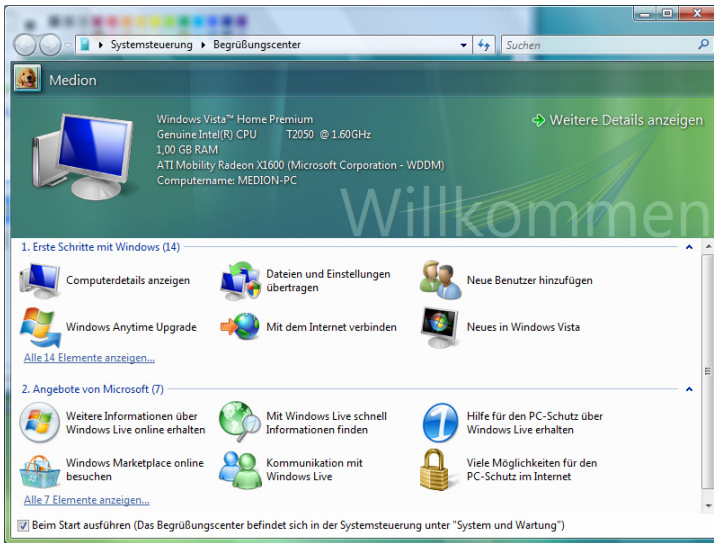 Systemsteuerung ▸ Begrüßungscenter
Suchen
Medion
Windows Vista™ Home Premium
Genuine Intel(R) CPU T2050 @ 1.60GHz
1,00 GB RAM
ATI Mobility Radeon X1600 (Microsoft Corporation - WDDM)
Computername: MEDION-PC
Weitere Details anzeigen
Willkommen
1. Erste Schritte mit Windows (14)
Computerdetails anzeigen
Dateien und Einstellungen
übertragen
Neue Benutzer hinzufügen
Windows Anytime Upgrade
Mit dem Internet verbinden
Neues in Windows Vista
Alle 14 Elemente anzeigen...
2. Angebote von Microsoft (7)
Weitere Informationen über
Windows Live online erhalten
Mit Windows Live schnell
Informationen finden
Hilfe für den PC-Schutz über
Windows Live erhalten
Windows Marketplace online
besuchen
Kommunikation mit
Windows Live
Viele Möglichkeiten für den
PC-Schutz im Internet
Alle 7 Elemente anzeigen...
Beim Start ausführen (Das Begrüßungscenter befindet sich in der Systemsteuerung unter "System und Wartung")